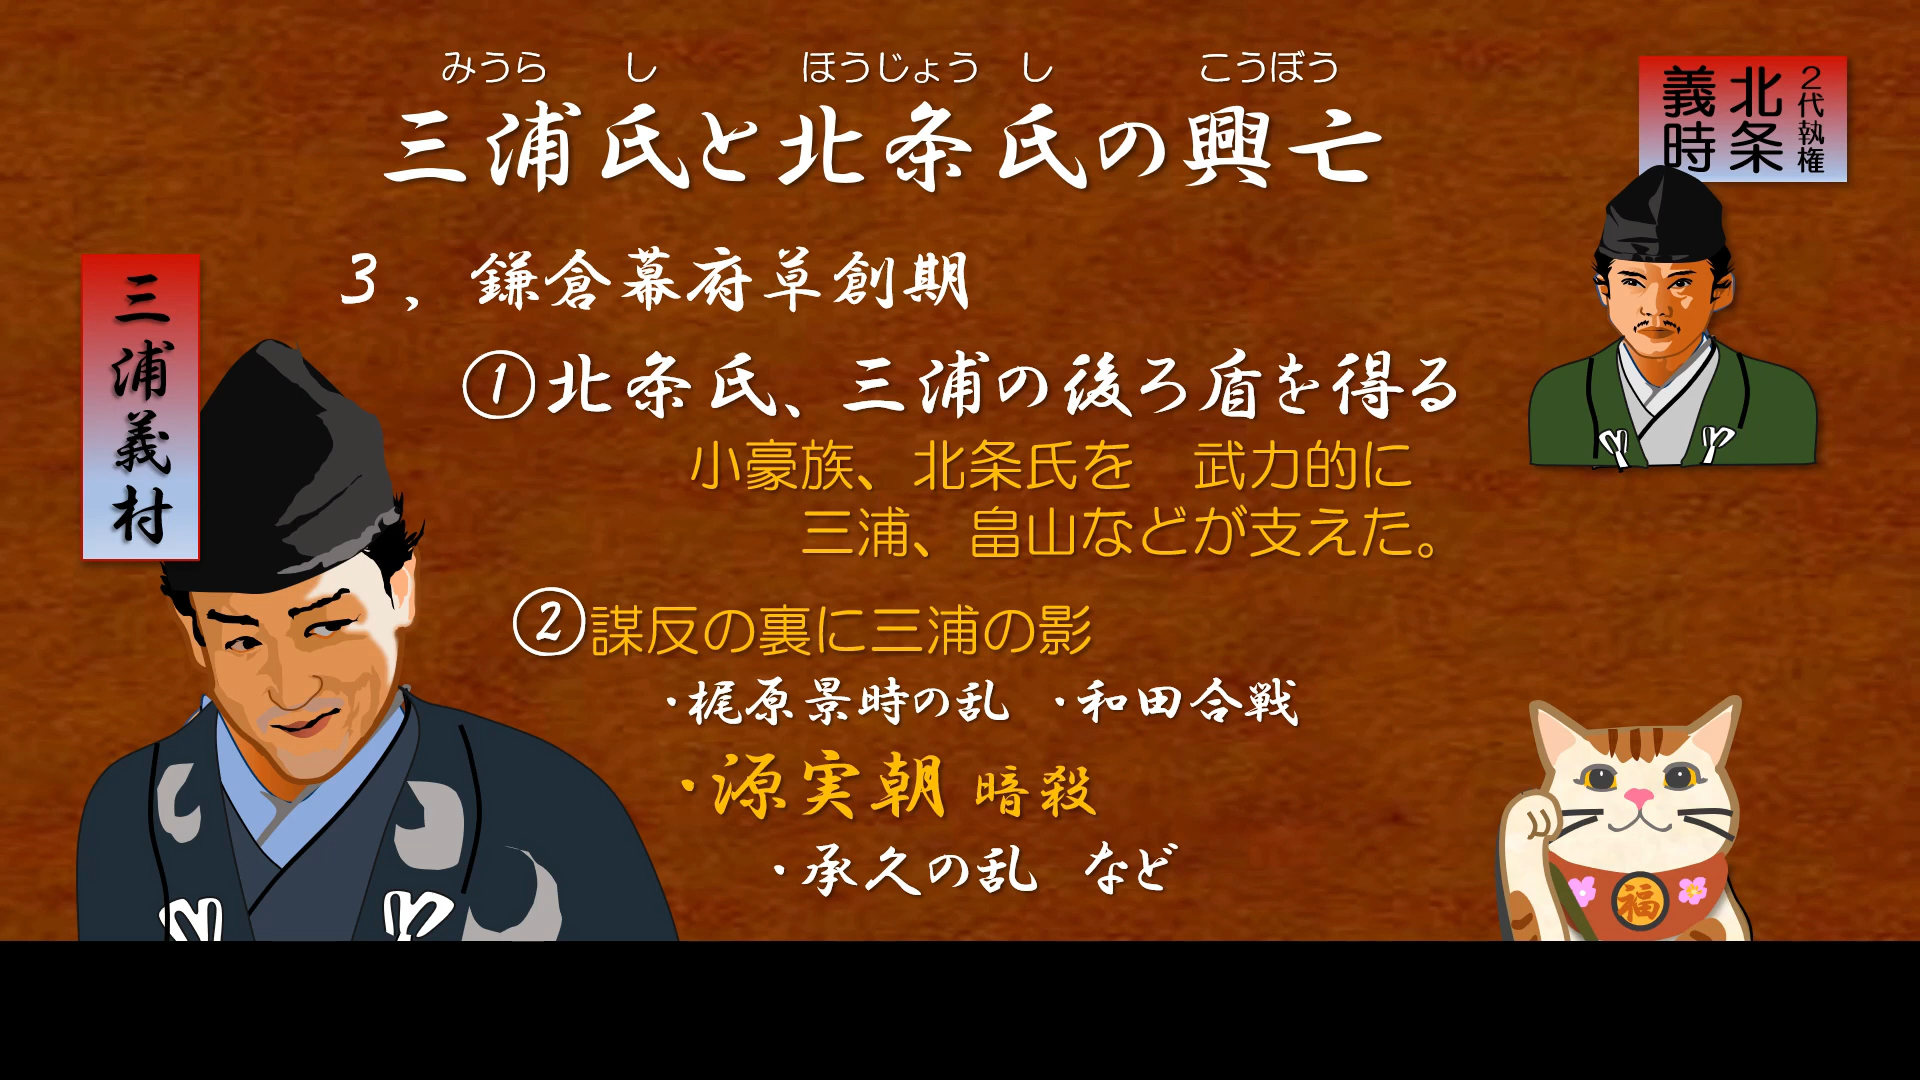 みうら し ほうじょう し こうぼう
三浦氏と北条氏の興亡
2代執権
北条
義時
三浦義村
3，鎌倉幕府草創期
①北条氏、三浦の後ろ盾を得る
小豪族、北条氏を　武力的に
三浦、畠山などが支えた。
②謀反の裏に三浦の影
・梶原景時の乱　・和田合戦
・源実朝 暗殺
・承久の乱　など
福